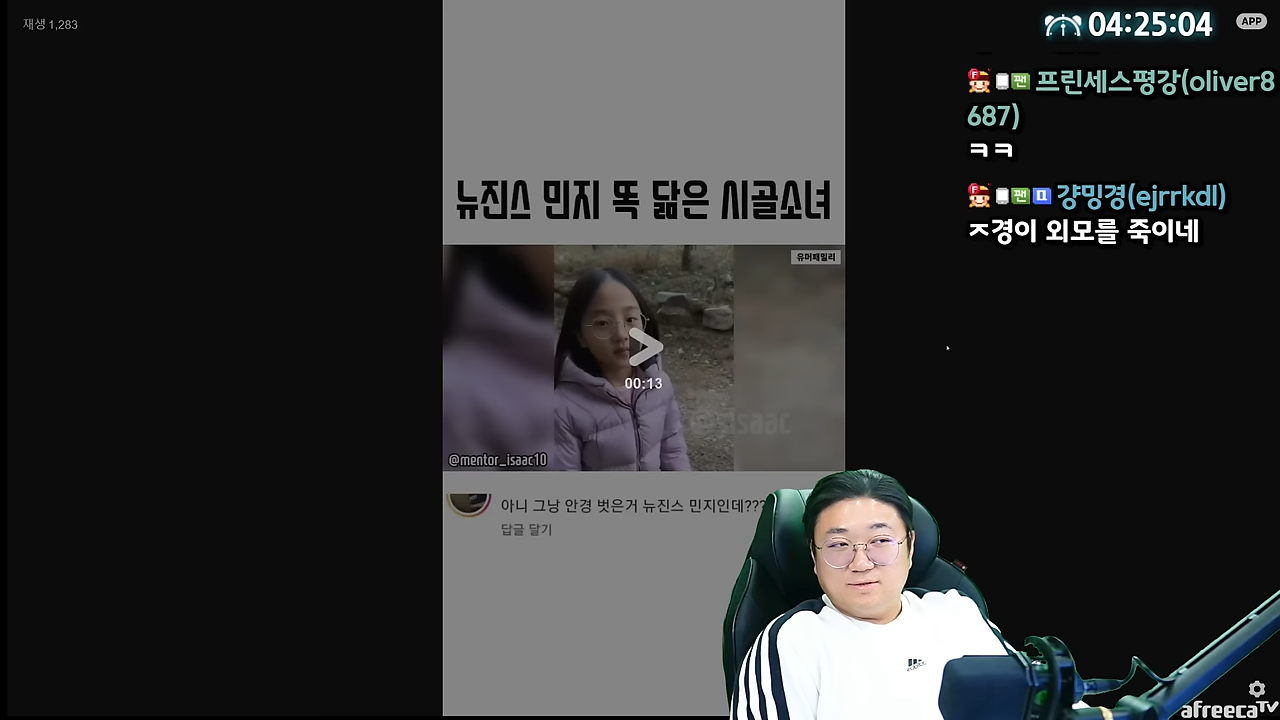 재생 1,283
04:25:04
APP
프린세스평강(oliver8
687)
ㅋㅋ
걍밍경(ejrrkdl)
ㅈ경이 외모를 죽이네
뉴진스 민지 똑 닮은 시골소녀
유머패밀리
00:13
@mentor_isaac10
아니 그냥 안경 벗은거 뉴진스 민지인데???
답글 달기
afreecaTV